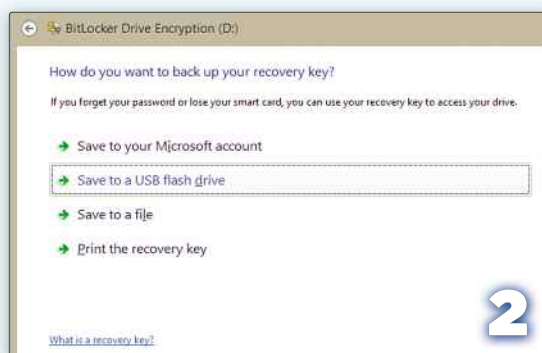 BitLocker Drive Encryption (D:)
How do you want to back up your recovery key?
If you forget your password or lose your smart card, you can use your recovery key to access your drive.
Save to your Microsoft account
Save to a USB flash drive
Save to a file
Print the recovery key
2
What is a recovery key?